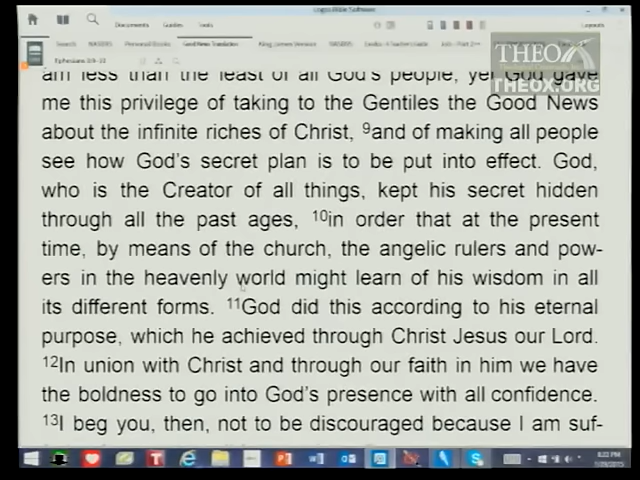 Logos Bible Software
Documents Guides Tools
Layouts
Search Personal Books Good News Translation King James Version
THEOX
THEOX.ORG
am less than the least of all God's people, yet God gave
me this privilege of taking to the Gentiles the Good News
about the infinite riches of Christ, 9and of making all people
see how God's secret plan is to be put into effect. God,
who is the Creator of all things, kept his secret hidden
through all the past ages, 10in order that at the present
time, by means of the church, the angelic rulers and pow-
ers in the heavenly world might learn of his wisdom in all
its different forms. 11God did this according to his eternal
purpose, which he achieved through Christ Jesus our Lord.
12In union with Christ and through our faith in him we have
the boldness to go into God's presence with all confidence.
13I beg you, then, not to be discouraged because I am suf-